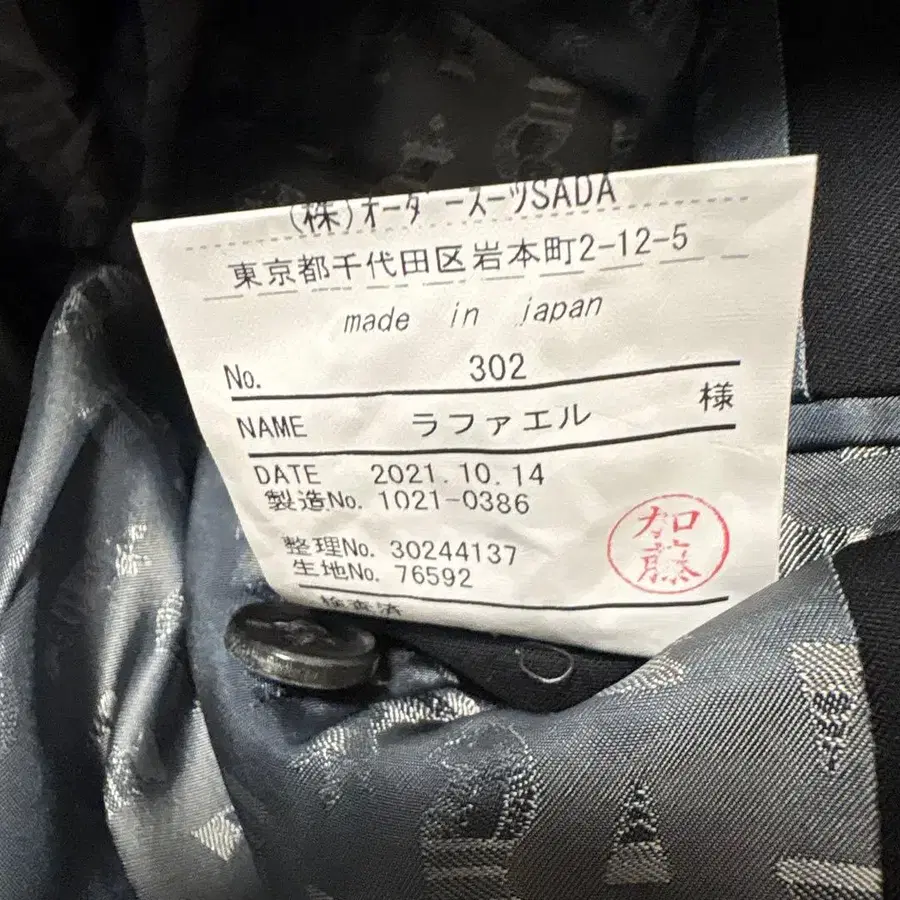 (株)オーダースーツSADA
東京都千代田区岩本町2-12-5
made in japan
No. 302
NAME ラファエル 様
DATE 2021.10.14
製造No. 1021-0386
加藤
整理No. 30244137
生地No. 76592
検査済